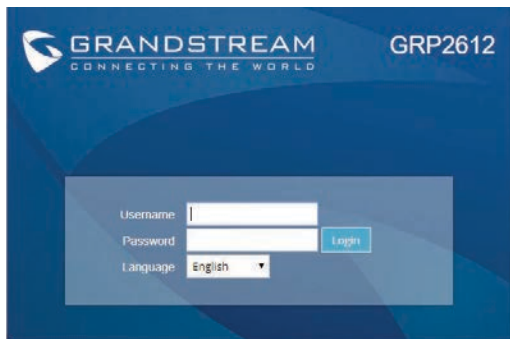 GRANDSTREAM
CONNECTING THE WORLD
GRP2612
Username
Password
Login
Language
English